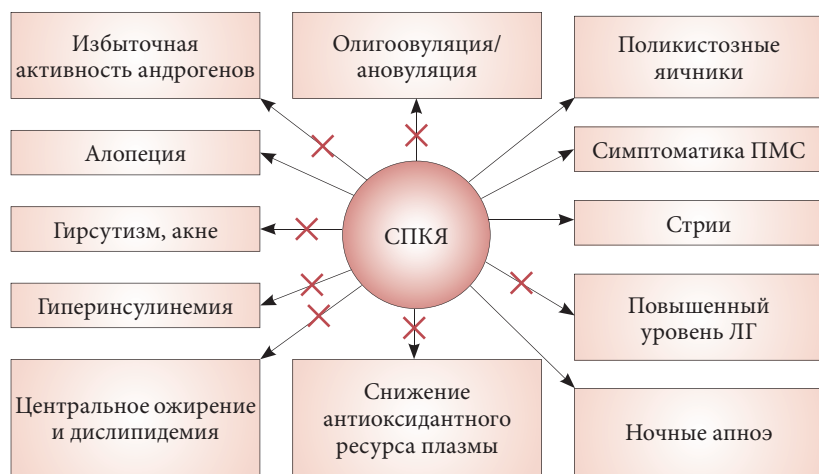 Избыточная
активность андрогенов
Олигоовуляция/
ановуляция
Поликистозные
яичники
Алопеция
Симптоматика ПМС
Гирсутизм, акне
СПКЯ
Стрии
Гиперинсулинемия
Повышенный
уровень ЛГ
Центральное ожирение
и дислипидемия
Снижение
антиоксидантного
ресурса плазмы
Ночные апноэ